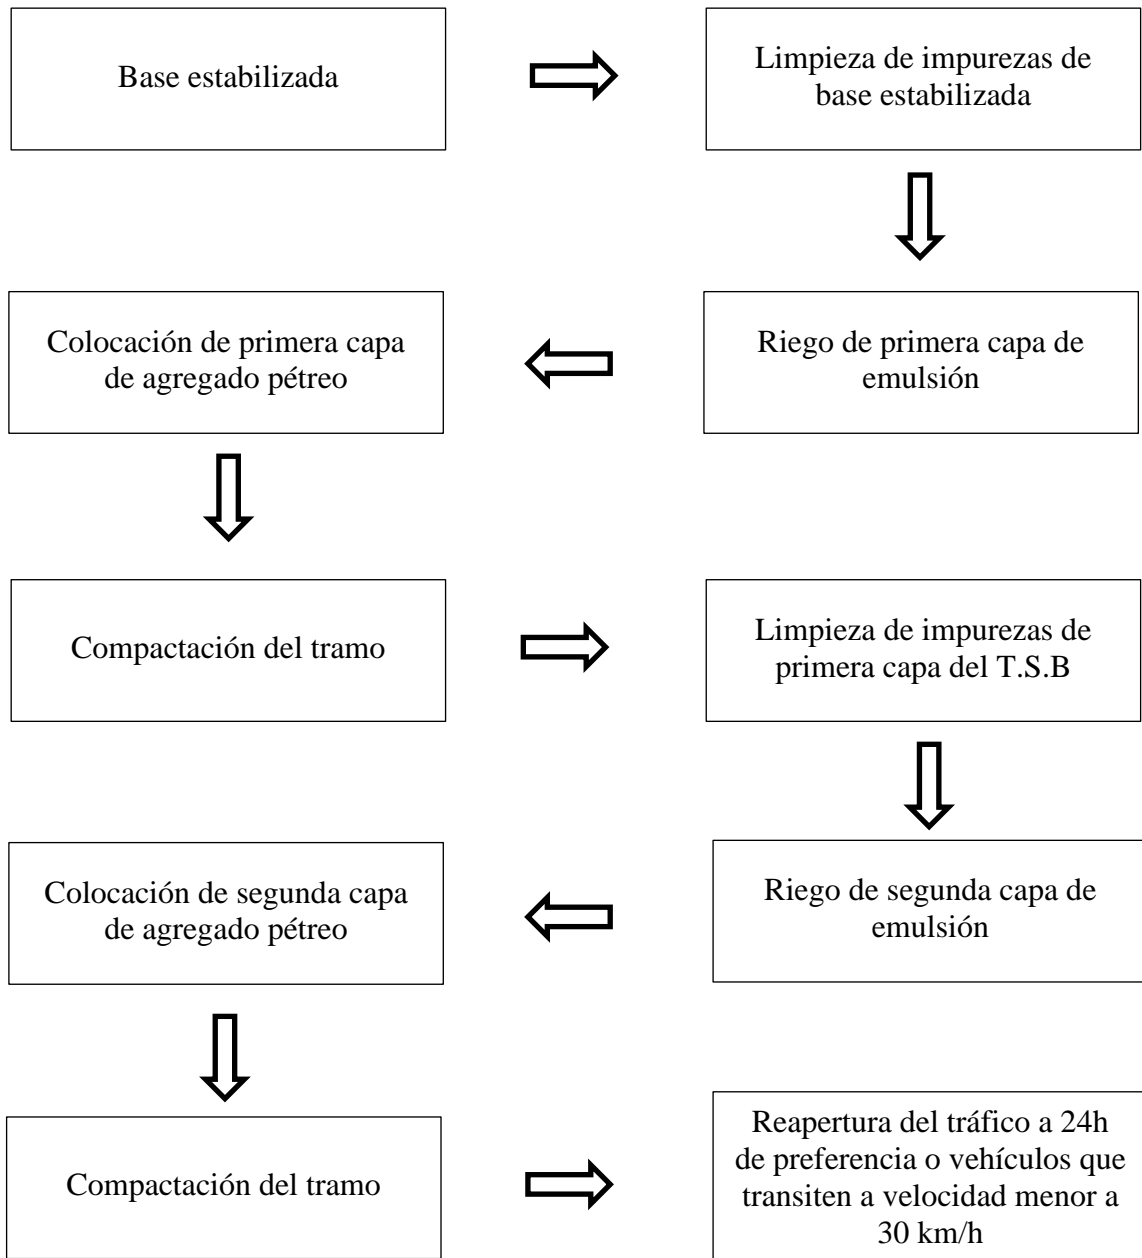 Base estabilizada
Limpieza de impurezas de
base estabilizada
Riego de primera capa de
emulsión
Colocación de primera capa
de agregado pétreo
Compactación del tramo
Limpieza de impurezas de
primera capa del T.S.B
Riego de segunda capa de
emulsión
Colocación de segunda capa
de agregado pétreo
Compactación del tramo
Reapertura del tráfico a 24h
de preferencia o vehículos que
transiten a velocidad menor a
30 km/h